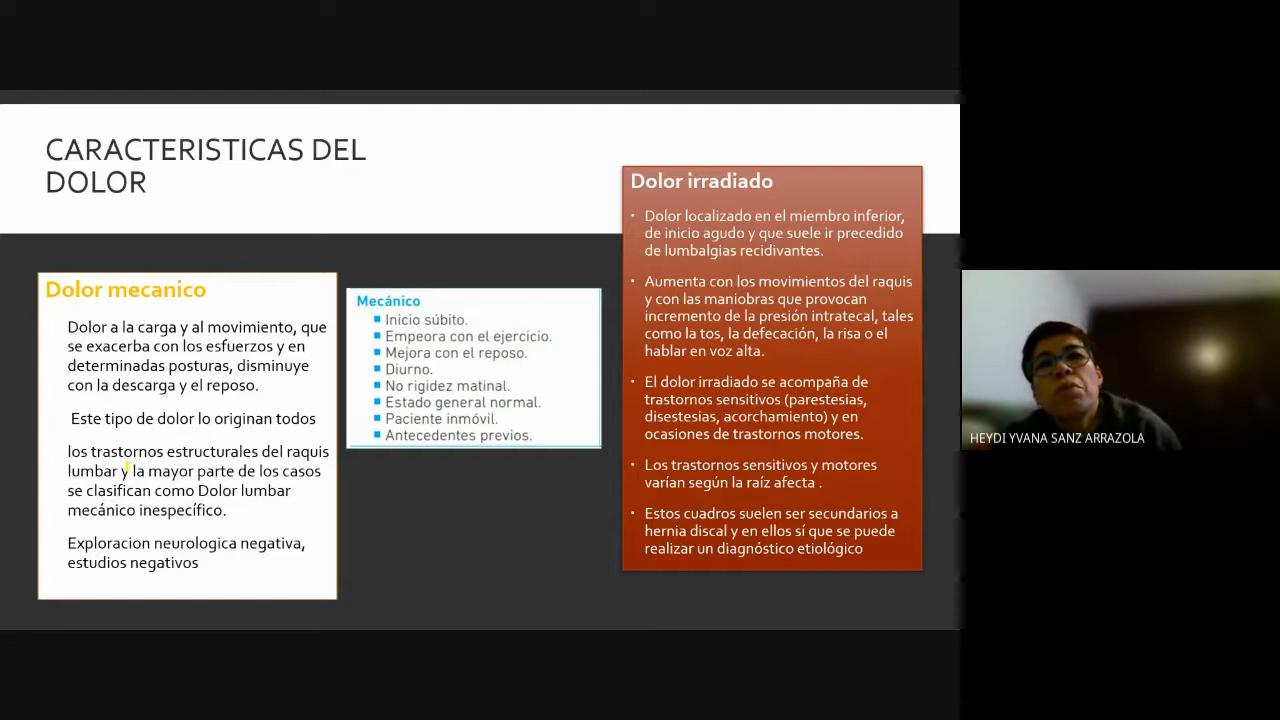 CARACTERISTICAS DEL
DOLOR
Dolor mecanico
Dolor a la carga y al movimiento, que
se exacerba con los esfuerzos y en
determinadas posturas, disminuye
con la descarga y el reposo.
Este tipo de dolor lo originan todos
los trastornos estructurales del raquis
lumbar y la mayor parte de los casos
se clasifican como Dolor lumbar
mecánico inespecífico.
Exploracion neurologica negativa,
estudios negativos
Mecánico
Inicio súbito.
Empeora con el ejercicio.
Mejora con el reposo.
Diurno.
No rigidez matinal.
Estado general normal.
Paciente inmóvil.
Antecedentes previos.
Dolor irradiado
Dolor localizado en el miembro inferior,
de inicio agudo y que suele ir precedido
de lumbalgias recidivantes.
Aumenta con los movimientos del raquis
y con las maniobras que provocan
incremento de la presión intratecal, tales
como la tos, la defecación, la risa o el
hablar en voz alta.
El dolor irradiado se acompaña de
trastornos sensitivos (parestesias,
disestesias, acorchamiento) y en
ocasiones de trastornos motores.
Los trastornos sensitivos y motores
varían según la raíz afecta .
Estos cuadros suelen ser secundarios a
hernia discal y en ellos sí que se puede
realizar un diagnóstico etiológico
HEYDI YVANA SANZ ARRAZOLA